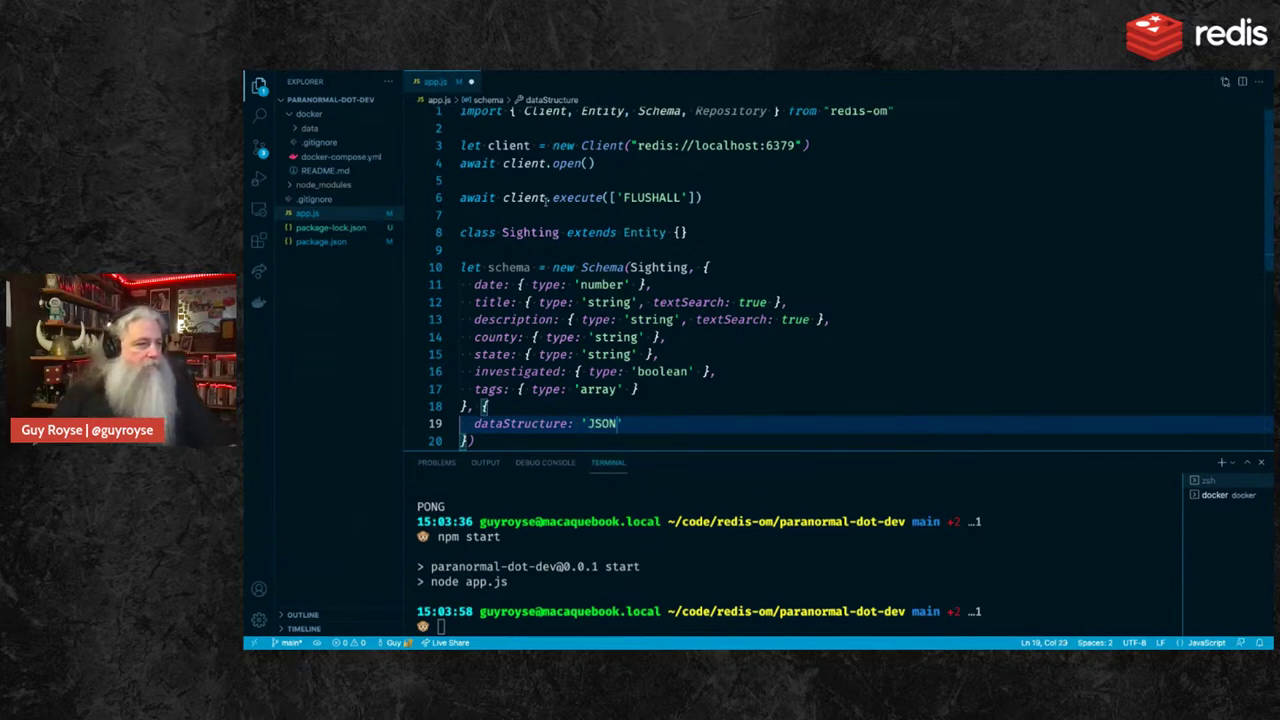 redis
EXPLORER
PARANORMAL-DOT-DEV
docker
data
.gitignore
docker-compose.yml
README.md
node_modules
.gitignore
app.js M
package-lock.json U
package.json M
OUTLINE
TIMELINE
app.js M
app.js > schema > dataStructure
1 import { Client, Entity, Schema, Repository } from "redis-om"
2
3 let client = new Client("redis://localhost:6379")
4 await client.open()
5
6 await client.execute(['FLUSHALL'])
7
8 class Sighting extends Entity {}
9
10 let schema = new Schema(Sighting, {
11 date: { type: 'number' },
12 title: { type: 'string', textSearch: true },
13 description: { type: 'string', textSearch: true },
14 county: { type: 'string' },
15 state: { type: 'string' },
16 investigated: { type: 'boolean' },
17 tags: { type: 'array' }
18 }, {
19 dataStructure: 'JSON'
20 })
PROBLEMS OUTPUT DEBUG CONSOLE TERMINAL
zsh
docker docker
PONG
15:03:36 guyroyse@macaquebook.local ~/code/redis-om/paranormal-dot-dev main +2 …1
npm start
> paranormal-dot-dev@0.0.1 start
> node app.js
15:03:58 guyroyse@macaquebook.local ~/code/redis-om/paranormal-dot-dev main +2 …1
main* 0 0 Guy Live Share Ln 19, Col 23 Spaces: 2 UTF-8 LF JavaScript
Guy Royse | @guyroyse